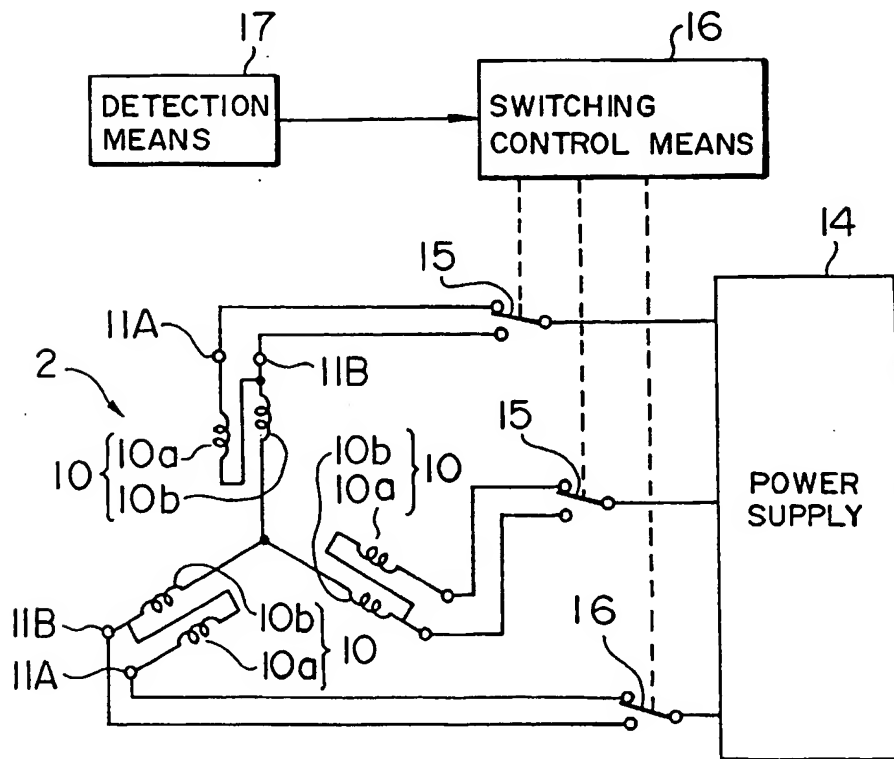 17
DETECTION
MEANS
16
SWITCHING
CONTROL MEANS
14
15
11A
11B
2
10 { 10a
10b
10b } 10
10a
15
POWER
SUPPLY
11B
11A
10b } 10
10a
16